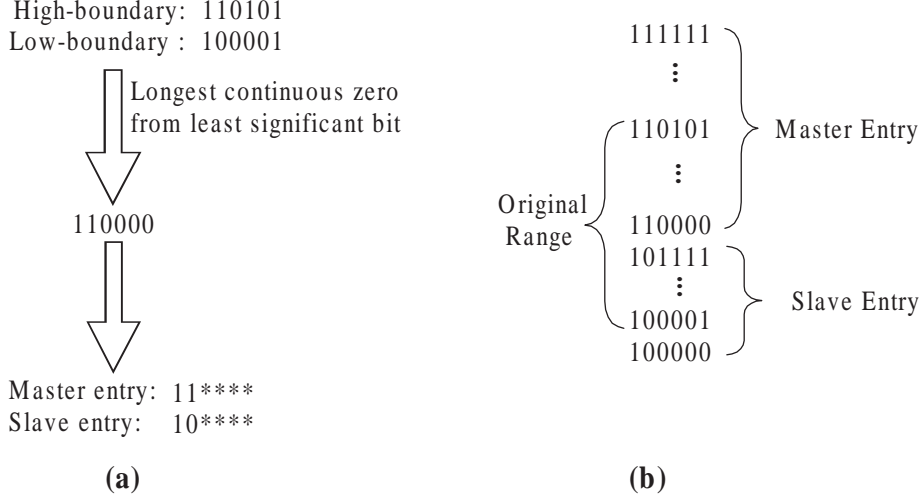 High-boundary: 110101
Low-boundary : 100001
Longest continuous zero
from least significant bit
110000
Master entry: 11****
Slave entry: 10****
(a)
111111
110101
110000
101111
100001
100000
Original
Range
Master Entry
Slave Entry
(b)